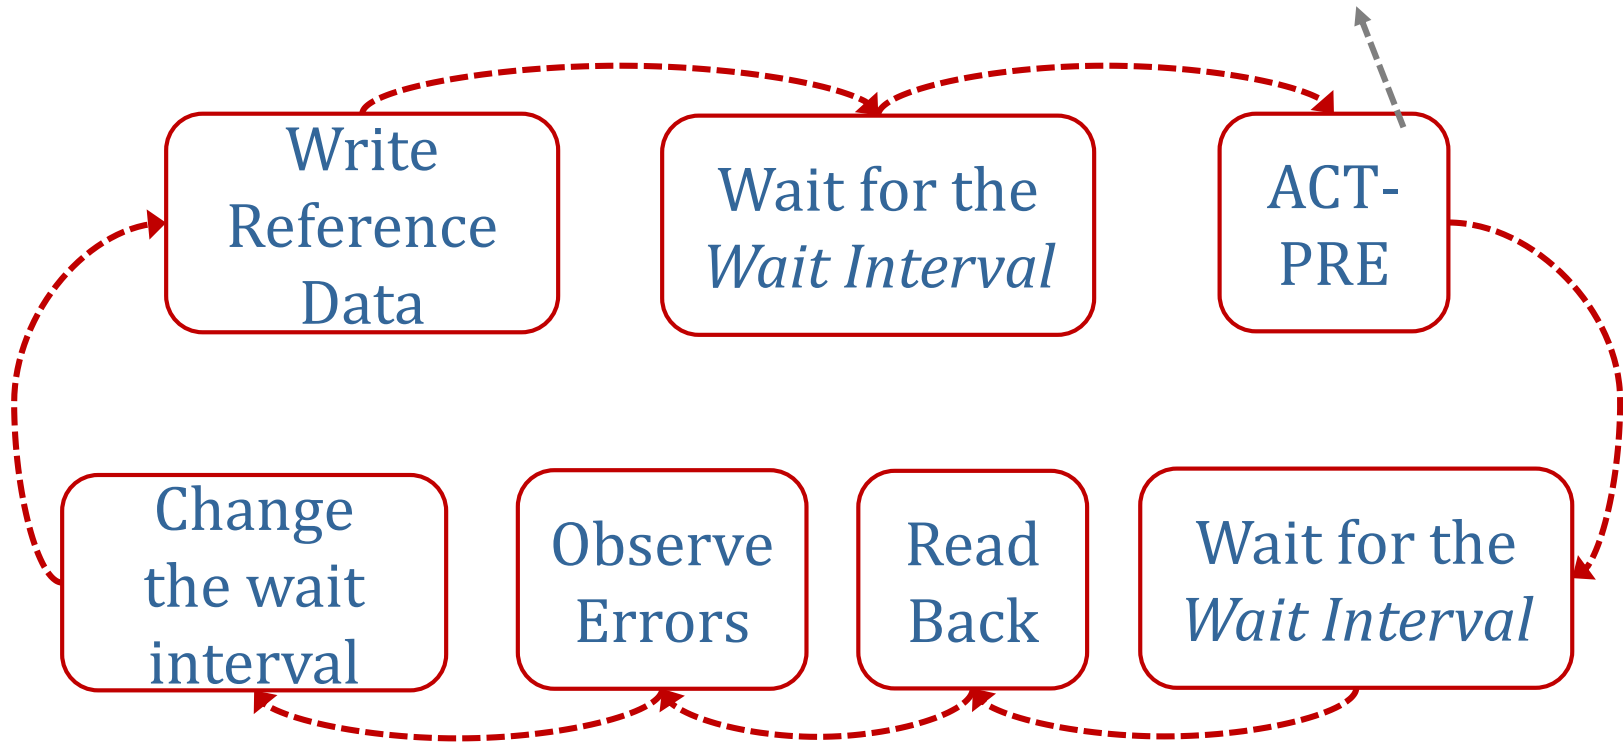 Write
Reference
Data
Wait for the
Wait Interval
ACT-
PRE
Change
the wait
interval
Observe
Errors
Read
Back
Wait for the
Wait Interval